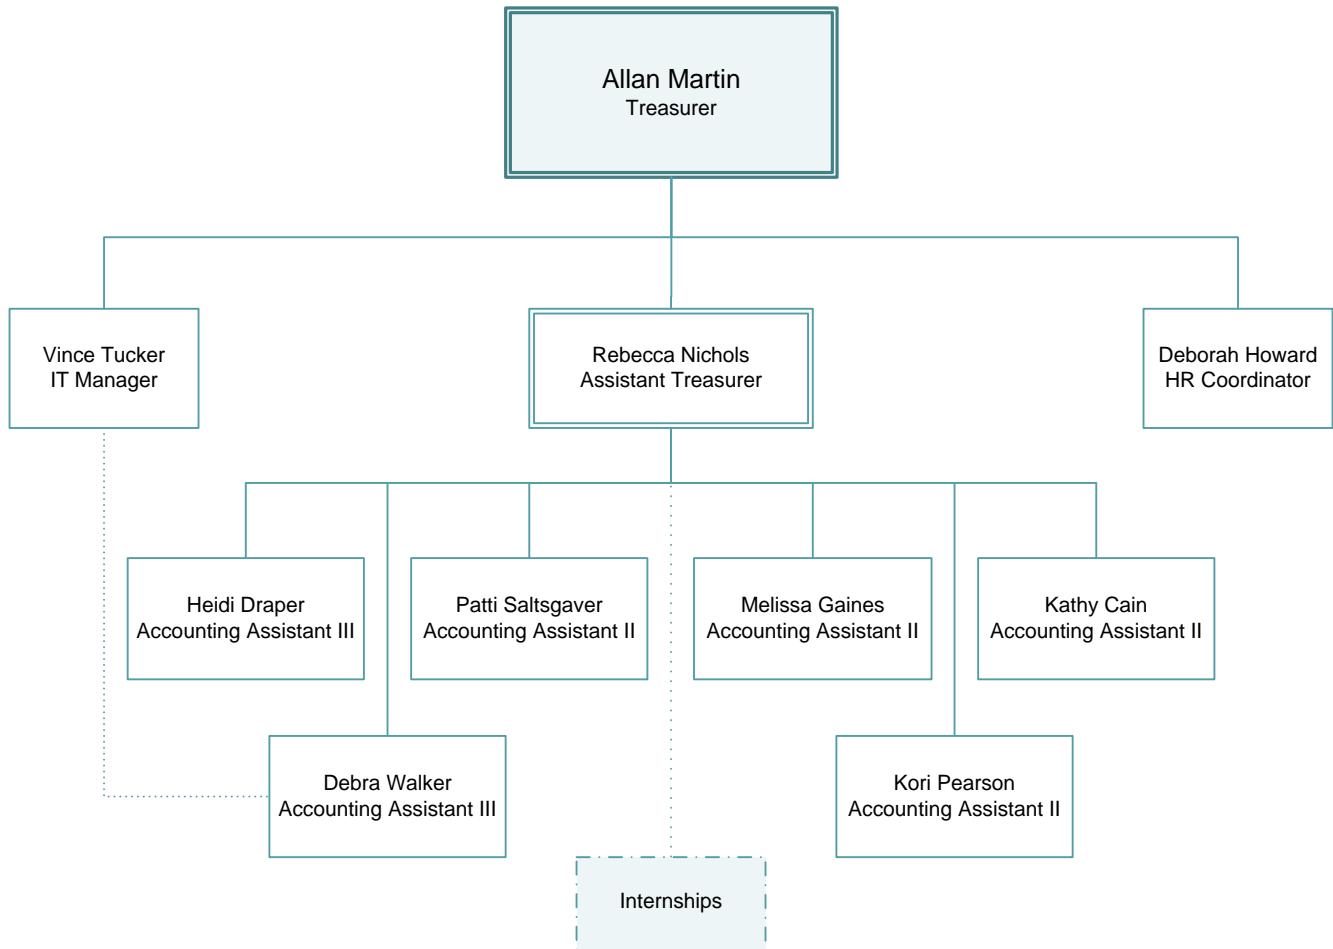 Allan Martin
Treasurer
Vince Tucker
IT Manager
Rebecca Nichols
Assistant Treasurer
Deborah Howard
HR Coordinator
Heidi Draper
Accounting Assistant III
Patti Saltsgaver
Accounting Assistant II
Melissa Gaines
Accounting Assistant II
Kathy Cain
Accounting Assistant II
Debra Walker
Accounting Assistant III
Kori Pearson
Accounting Assistant II
Internships